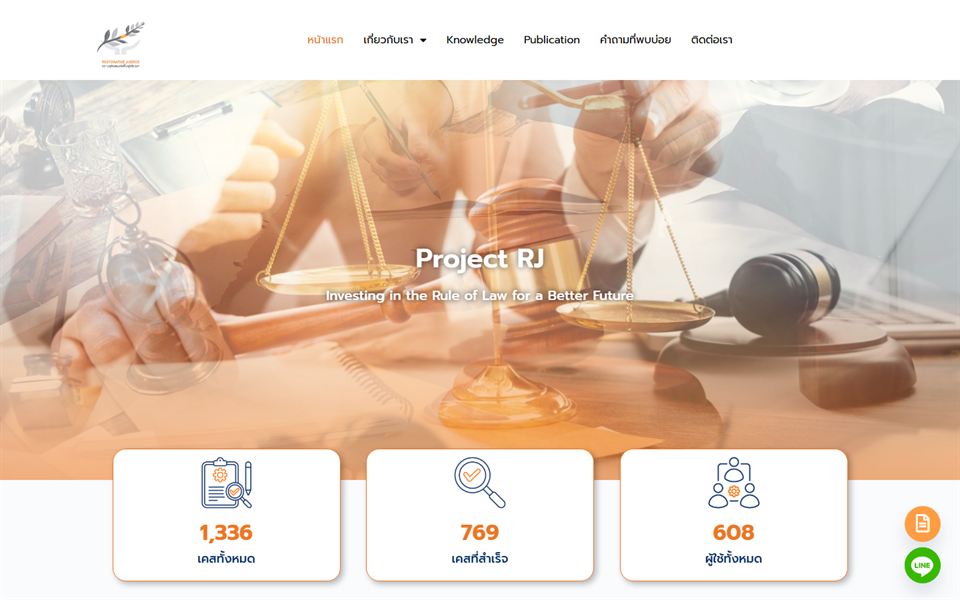 RESTORATIVE JUSTICE
หน้าแรก
เกี่ยวกับเรา
Knowledge
Publication
คำถามที่พบบ่อย
ติดต่อเรา
Project RJ
Investing in the Rule of Law for a Better Future
1,336
เคสทั้งหมด
769
เคสที่สำเร็จ
608
ผู้ใช้ทั้งหมด
LINE